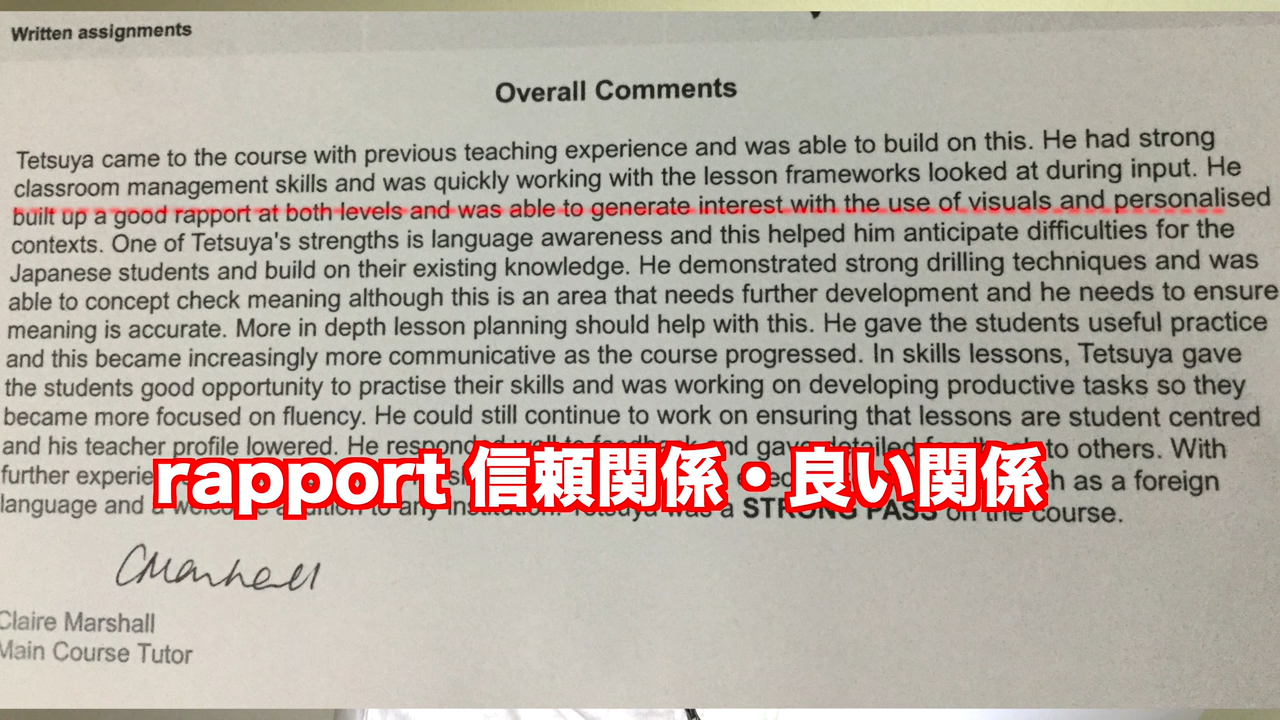 Written assignments
Overall Comments
Tetsuya came to the course with previous teaching experience and was able to build on this. He had strong
classroom management skills and was quickly working with the lesson frameworks looked at during input. He
built up a good rapport at both levels and was able to generate interest with the use of visuals and personalised
contexts. One of Tetsuya's strengths is language awareness and this helped him anticipate difficulties for the
Japanese students and build on their existing knowledge. He demonstrated strong drilling techniques and was
able to concept check meaning although this is an area that needs further development and he needs to ensure
meaning is accurate. More in depth lesson planning should help with this. He gave the students useful practice
and this became increasingly more communicative as the course progressed. In skills lessons, Tetsuya gave
the students good opportunity to practise their skills and was working on developing productive tasks so they
became more focused on fluency. He could still continue to work on ensuring that lessons are student centred
and his teacher profile lowered. He responded well to feedback and gave detailed feedback to others. With
further as a foreign
rapport 信頼関係・良い関係
language and a welcome addition to any institution. Tetsuya was a STRONG PASS on the course.
CMarshall
Claire Marshall
Main Course Tutor